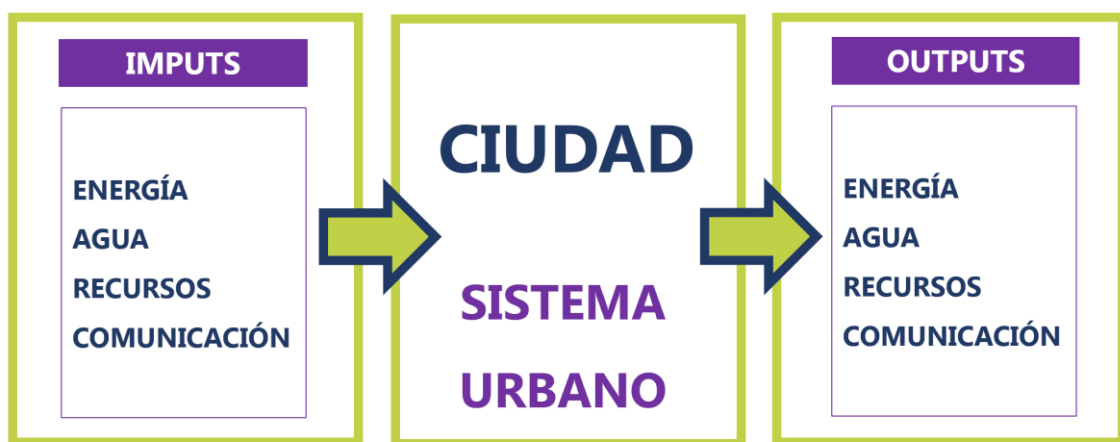 IMPUTS
ENERGÍA
AGUA
RECURSOS
COMUNICACIÓN
CIUDAD
SISTEMA
URBANO
OUTPUTS
ENERGÍA
AGUA
RECURSOS
COMUNICACIÓN